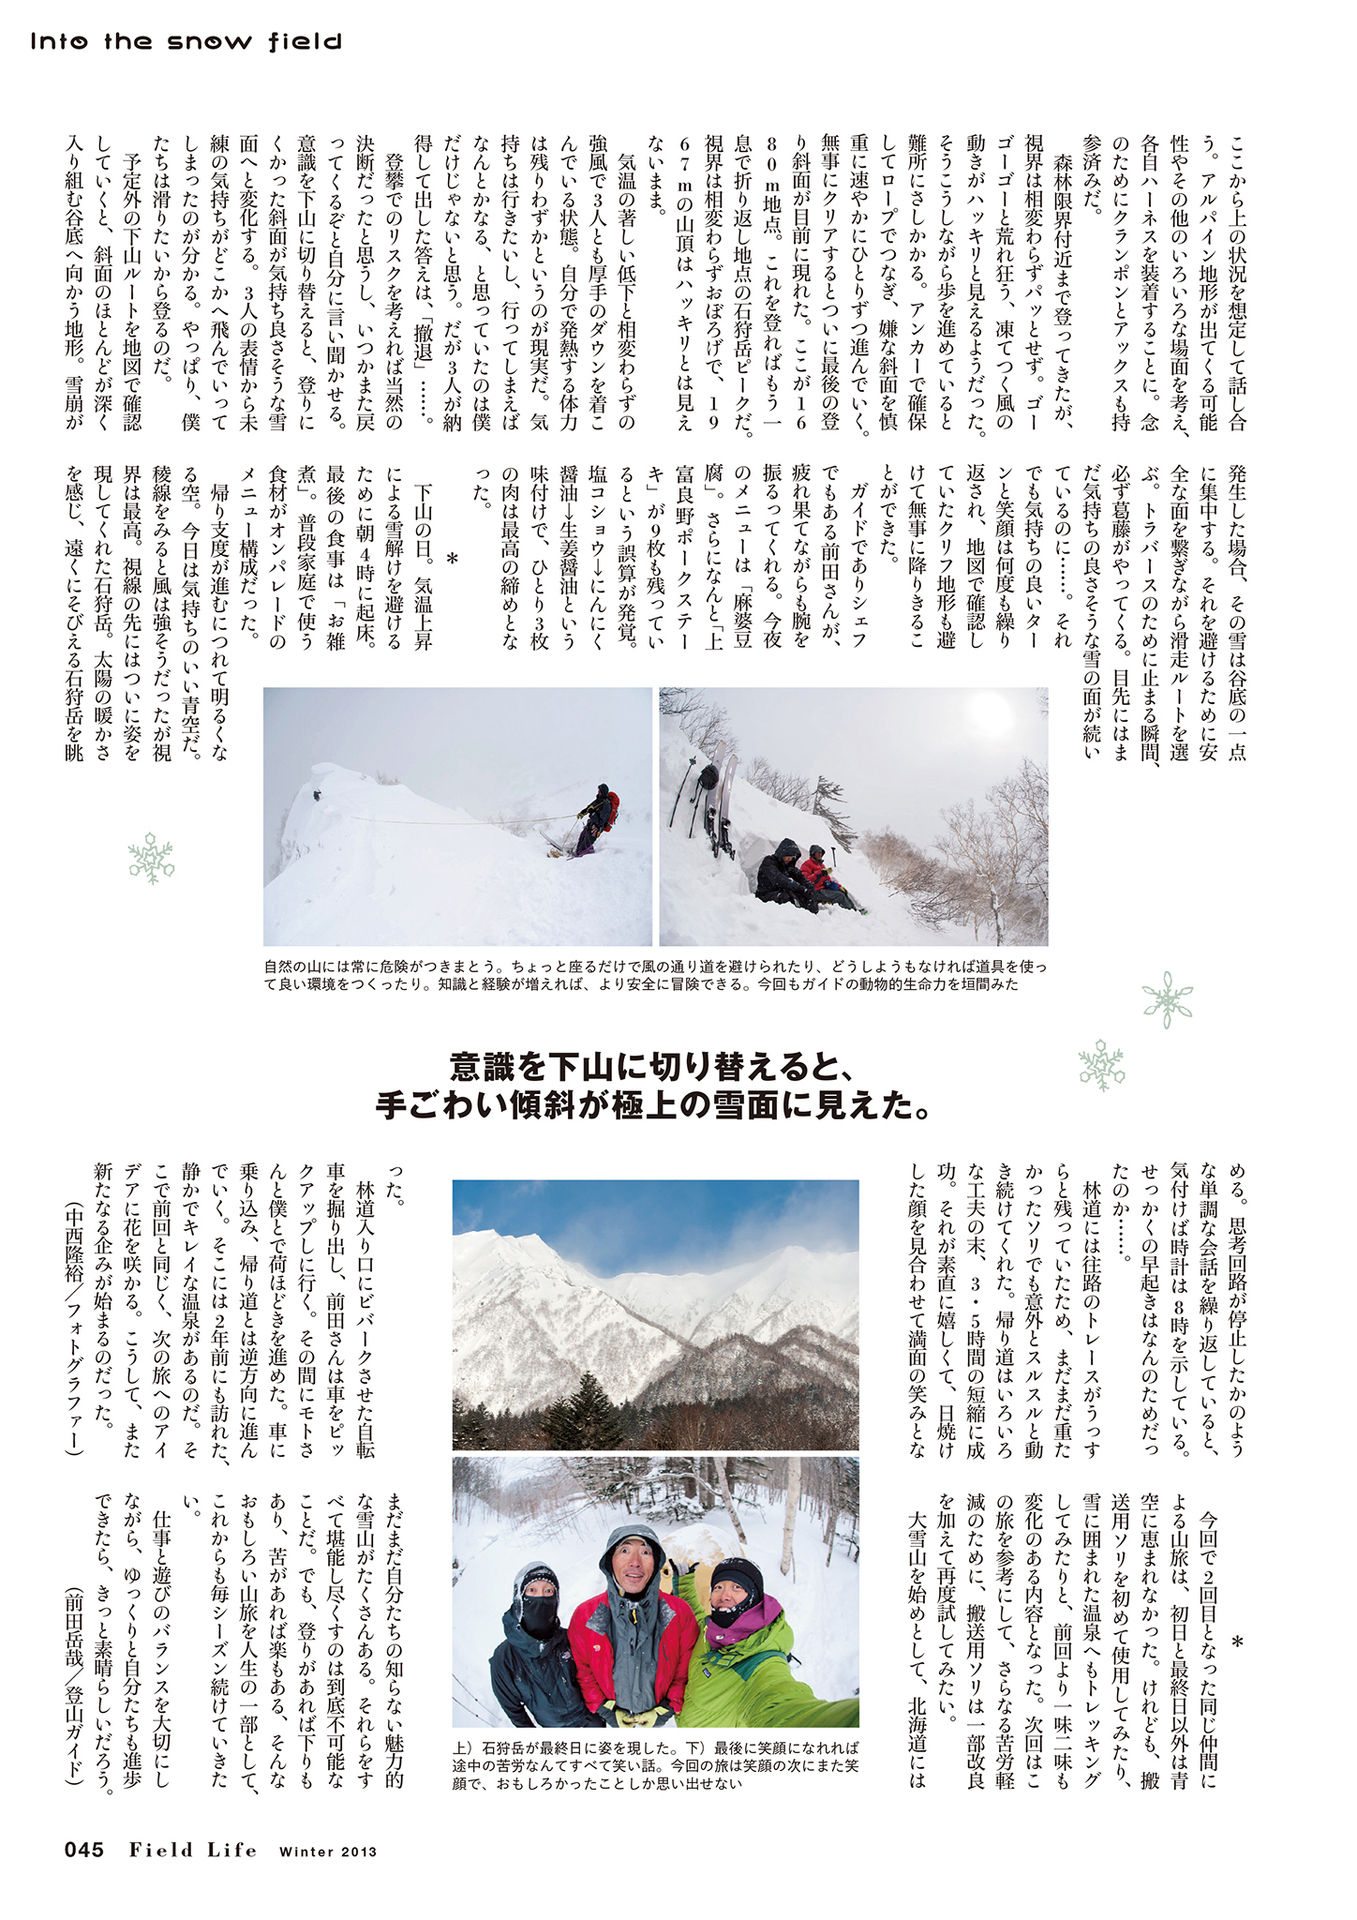 Into the snow field
ここから上の状況を想定して話し合
う。アルパイン地形が出てくる可能
性やその他のいろいろな場面を考え、
各自ハーネスを装着することに。念
のためにクランポンとアックスも持
参済みだ。
森林限界付近まで登ってきたが、
視界は相変わらずパッとせず。ゴー
ゴーゴーと荒れ狂う、凍てつく風の
動きがハッキリと見えるようだった。
そうこうしながら歩を進めていると
難所にさしかかる。アンカーで確保
してロープでつなぎ、嫌な斜面を慎
重に速やかにひとりずつ進んでいく。
無事にクリアするとついに最後の登
り斜面が目前に現れた。ここが16
80m地点。これを登ればもう一
息で折り返し地点の石狩岳ピークだ。
視界は相変わらずおぼろげで、19
67mの山頂はハッキリとは見え
ないまま。
気温の著しい低下と相変わらずの
強風で3人とも厚手のダウンを着こ
んでいる状態。自分で発熱する体力
は残りわずかというのが現実だ。気
持ちは行きたいし、行ってしまえば
なんとかなる、と思っていたのは僕
だけじゃないと思う。だが3人が納
得して出した答えは、「撤退」……。
登攀でのリスクを考えれば当然の
決断だったと思うし、いつかまた戻
ってくるぞと自分に言い聞かせる。
意識を下山に切り替えると、登りに
くかった斜面が気持ち良さそうな雪
面へと変化する。3人の表情から未
練の気持ちがどこかへ飛んでいって
しまったのが分かる。やっぱり、僕
たちは滑りたいから登るのだ。
予定外の下山ルートを地図で確認
していくと、斜面のほとんどが深く
入り組む谷底へ向かう地形。雪崩が
発生した場合、その雪は谷底の一点
に集中する。それを避けるために安
全な面を繋ぎながら滑走ルートを選
ぶ。トラバースのために止まる瞬間、
必ず葛藤がやってくる。目先にはま
だ気持ちの良さそうな雪の面が続い
ているのに……。それ
でも気持ちの良いター
ンと笑顔は何度も繰り
返され、地図で確認し
ていたクリフ地形も避
けて無事に降りきるこ
とができた。
ガイドでありシェフ
でもある前田さんが、
疲れ果てながらも腕を
振るってくれる。今夜
のメニューは「麻婆豆
腐」。さらになんと「上
富良野ポークステー
キ」が9枚も残ってい
るという誤算が発覚。
塩コショウ→にんにく
醤油→生姜醤油という
味付けで、ひとり3枚
の肉は最高の締めとな
った。
＊
下山の日。気温上昇
による雪解けを避ける
ために朝4時に起床。
最後の食事は「お雑
煮」。普段家庭で使う
食材がオンパレードの
メニュー構成だった。
帰り支度が進むにつれて明るくな
る空。今日は気持ちのいい青空だ。
稜線をみると風は強そうだったが視
界は最高。視線の先にはついに姿を
現してくれた石狩岳。太陽の暖かさ
を感じ、遠くにそびえる石狩岳を眺
自然の山には常に危険がつきまとう。ちょっと座るだけで風の通り道を避けられたり、どうしようもなければ道具を使っ
て良い環境をつくったり。知識と経験が増えれば、より安全に冒険できる。今回もガイドの動物的生命力を垣間みた
意識を下山に切り替えると、
手ごわい傾斜が極上の雪面に見えた。
める。思考回路が停止したかのよう
な単調な会話を繰り返していると、
気付けば時計は8時を示している。
せっかくの早起きはなんのためだっ
たのか……。
林道には往路のトレースがうっす
らと残っていたため、まだまだ重た
かったソリでも意外とスルスルと動
き続けてくれた。帰り道はいろいろ
な工夫の末、3・5時間の短縮に成
功。それが素直に嬉しくて、日焼け
した顔を見合わせて満面の笑みとな
った。
林道入り口にビバークさせた自転
車を掘り出し、前田さんは車をピッ
クアップしに行く。その間にモトさ
んと僕とで荷ほどきを進めた。車に
乗り込み、帰り道とは逆方向に進ん
でいく。そこには2年前にも訪れた、
静かでキレイな温泉があるのだ。そ
こで前回と同じく、次の旅へのアイ
デアに花を咲かる。こうして、また
新たなる企みが始まるのだった。
（中西隆裕／フォトグラファー）
＊
今回で2回目となった同じ仲間に
よる山旅は、初日と最終日以外は青
空に恵まれなかった。けれども、搬
送用ソリを初めて使用してみたり、
雪に囲まれた温泉へもトレッキング
してみたりと、前回より一味二味も
変化のある内容となった。次回はこ
の旅を参考にして、さらなる苦労軽
減のために、搬送用ソリは一部改良
を加えて再度試してみたい。
大雪山を始めとして、北海道には
まだまだ自分たちの知らない魅力的
な雪山がたくさんある。それらをす
べて堪能し尽くすのは到底不可能な
ことだ。でも、登りがあれば下りも
あり、苦があれば楽もある、そんな
おもしろい山旅を人生の一部として、
これからも毎シーズン続けていきた
い。
仕事と遊びのバランスを大切にし
ながら、ゆっくりと自分たちも進歩
できたら、きっと素晴らしいだろう。
（前田岳哉／登山ガイド）
上）石狩岳が最終日に姿を現した。下）最後に笑顔になれれば
途中の苦労なんてすべて笑い話。今回の旅は笑顔の次にまた笑
顔で、おもしろかったことしか思い出せない
045 Field Life Winter 2013